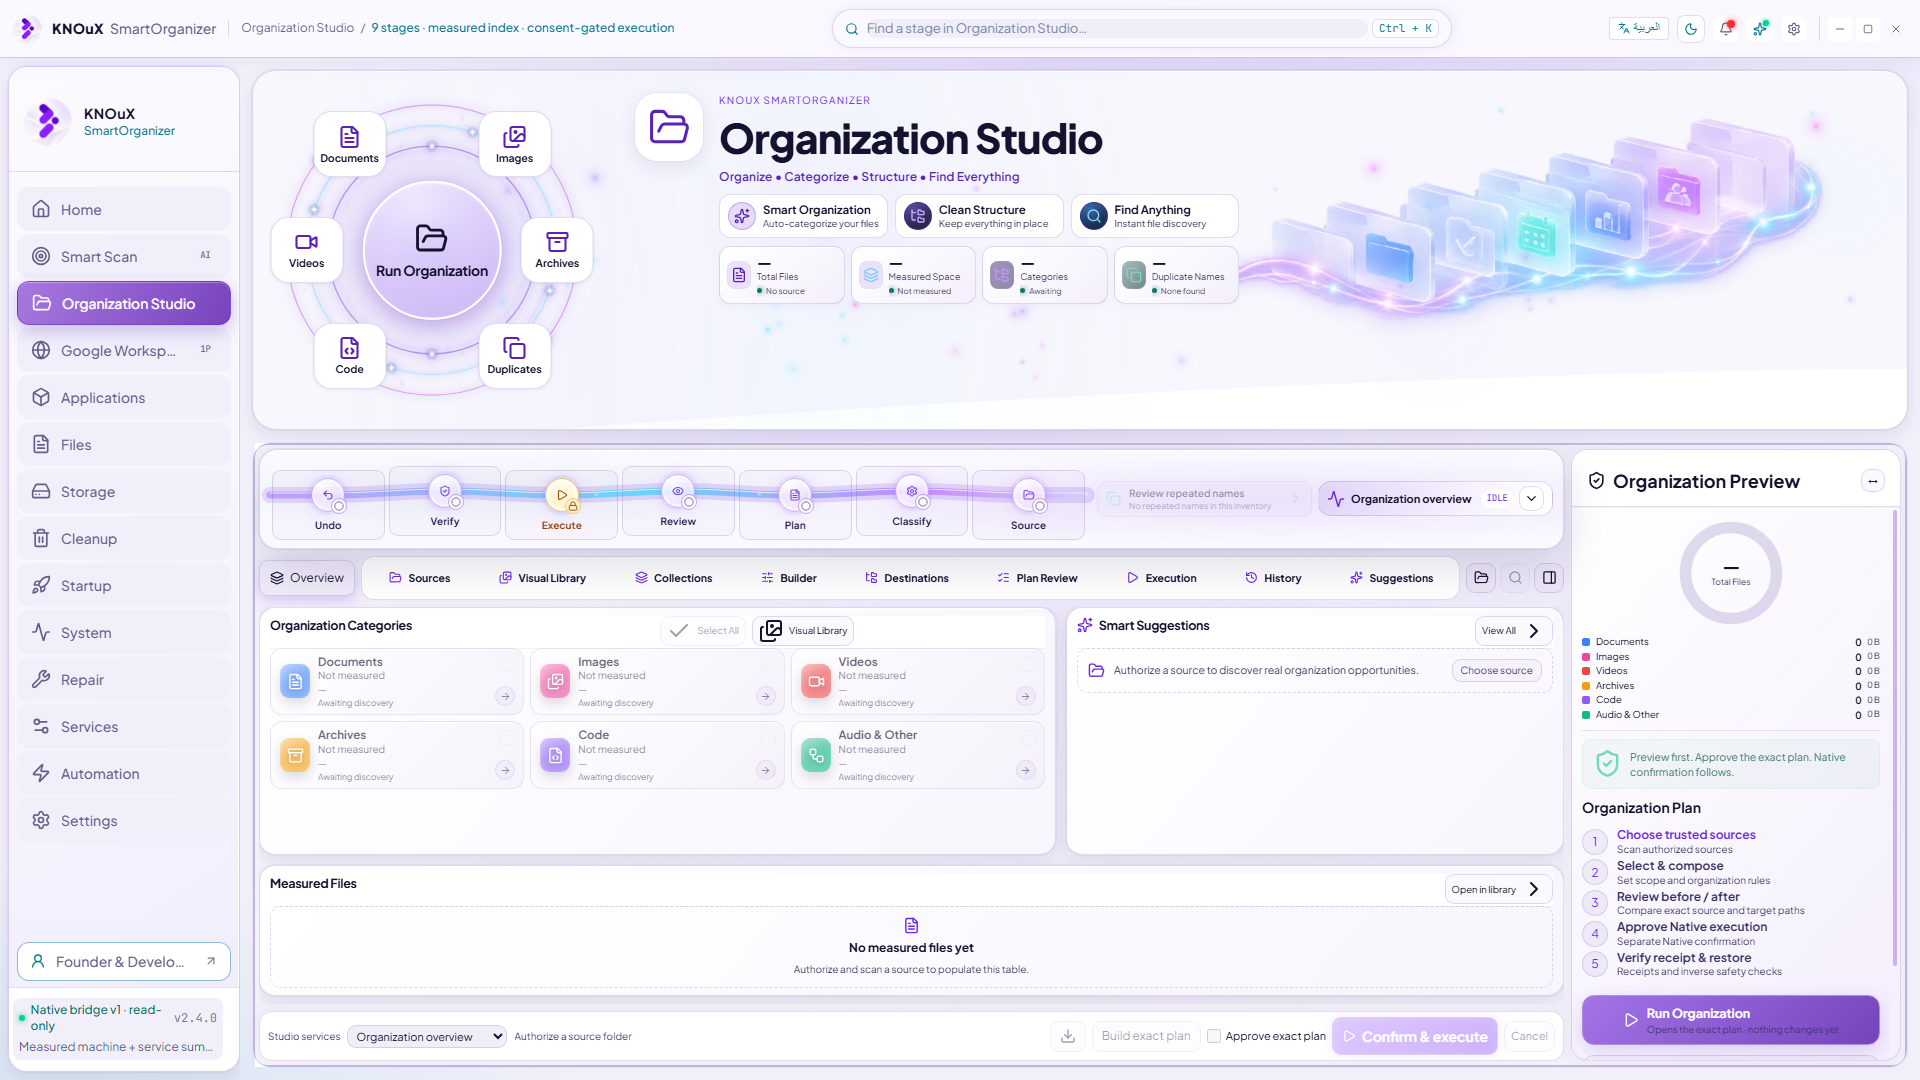 KNOuX SmartOrganizer
Organization Studio / 9 stages · measured index · consent-gated execution
Find a stage in Organization Studio...
Ctrl + K
العربية
KNOuX
SmartOrganizer
Home
Smart Scan AI
Organization Studio
Google Worksp... 1P
Applications
Files
Storage
Cleanup
Startup
System
Repair
Services
Automation
Settings
Founder & Develo...
Native bridge v1 · read-only
v2.4.0
Measured machine + service sum...
Documents
Images
Videos
Run Organization
Archives
Code
Duplicates
KNOUX SMARTORGANIZER
Organization Studio
Organize • Categorize • Structure • Find Everything
Smart Organization
Auto-categorize your files
Clean Structure
Keep everything in place
Find Anything
Instant file discovery
—
Total Files
No source
—
Measured Space
Not measured
—
Categories
Awaiting
—
Duplicate Names
None found
Undo
Verify
Execute
Review
Plan
Classify
Source
Review repeated names
No repeated names in this inventory
Organization overview IDLE
Overview
Sources
Visual Library
Collections
Builder
Destinations
Plan Review
Execution
History
Suggestions
Organization Categories
Select All
Visual Library
Documents
Not measured
—
Awaiting discovery
Images
Not measured
—
Awaiting discovery
Videos
Not measured
—
Awaiting discovery
Archives
Not measured
—
Awaiting discovery
Code
Not measured
—
Awaiting discovery
Audio & Other
Not measured
—
Awaiting discovery
Smart Suggestions
View All
Authorize a source to discover real organization opportunities.
Choose source
Measured Files
Open in library
No measured files yet
Authorize and scan a source to populate this table.
Studio services
Organization overview
Authorize a source folder
Build exact plan
Approve exact plan
Confirm & execute
Cancel
Organization Preview
—
Total Files
Documents 0 0 B
Images 0 0 B
Videos 0 0 B
Archives 0 0 B
Code 0 0 B
Audio & Other 0 0 B
Preview first. Approve the exact plan. Native
confirmation follows.
Organization Plan
1 Choose trusted sources
Scan authorized sources
2 Select & compose
Set scope and organization rules
3 Review before / after
Compare exact source and target paths
4 Approve Native execution
Separate Native confirmation
5 Verify receipt & restore
Receipts and inverse safety checks
Run Organization
Opens the exact plan · nothing changes yet